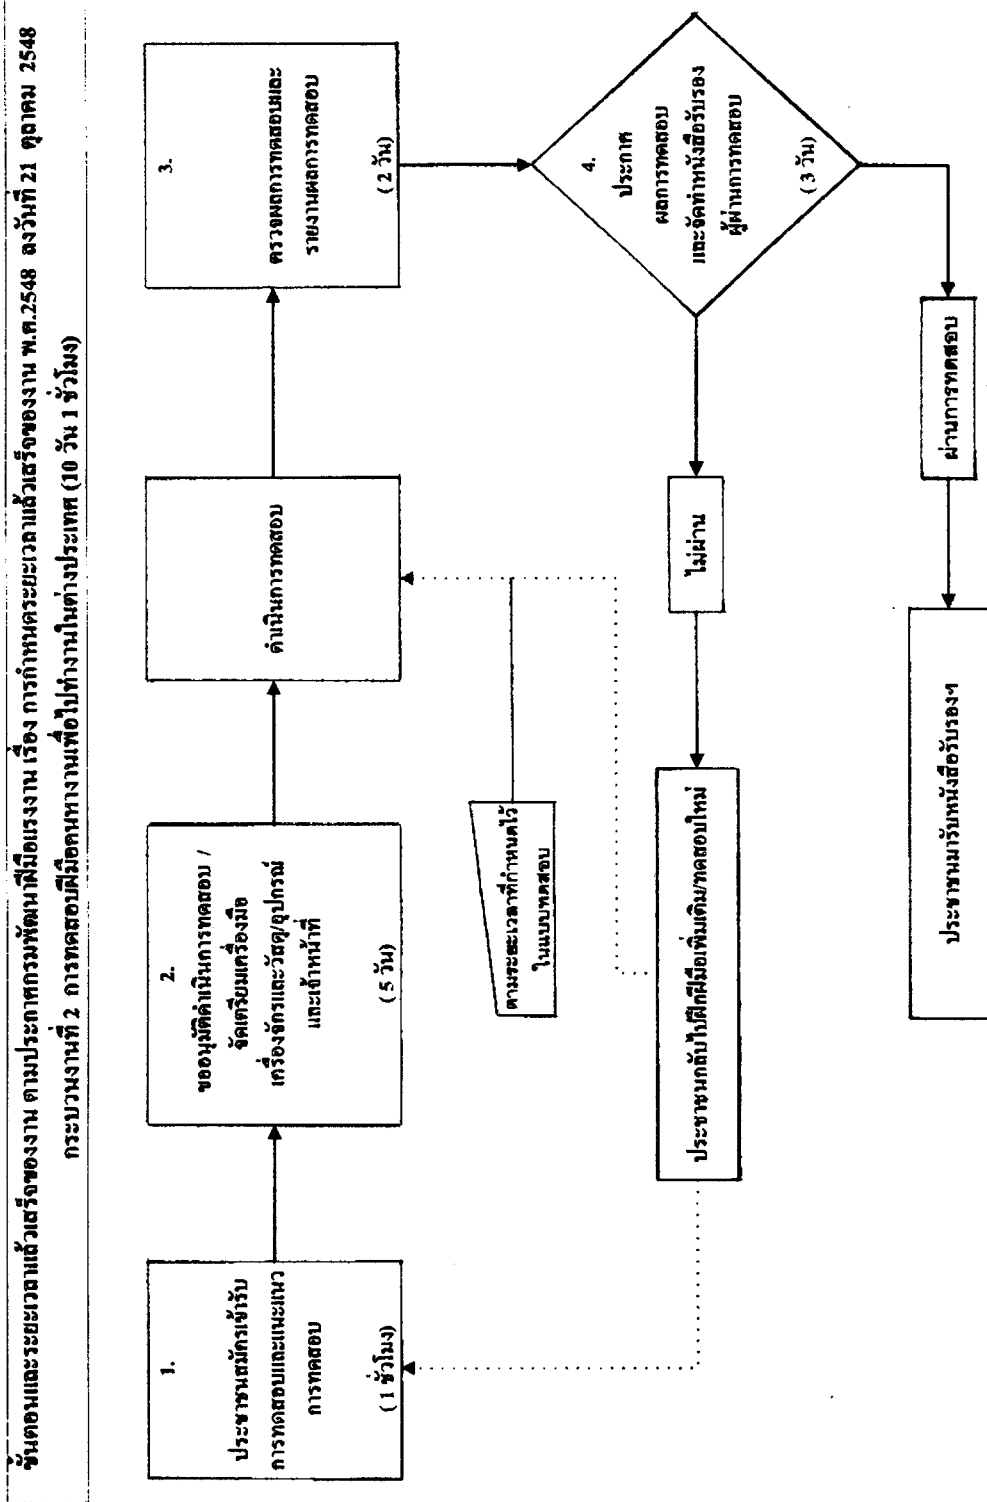 ขั้นตอนและระยะเวลาแล้วเสร็จของงาน ตามประกาศกรมพัฒนาฝีมือแรงงาน เรื่อง การกำหนดระยะเวลาแล้วเสร็จของงาน พ.ศ.2548 ลงวันที่ 21 ตุลาคม 2548
กระบวนงานที่ 2 การทดสอบฝีมือคนหางานเพื่อไปทำงานในต่างประเทศ (10 วัน 1 ชั่วโมง)
1.
ประชาชนสมัครเข้ารับ
การทดสอบและแนะแนว
การทดสอบ
(1 ชั่วโมง)
2.
ขออนุมัติดำเนินการทดสอบ /
จัดเตรียมเครื่องมือ
เครื่องจักรและวัสดุ/อุปกรณ์
และเจ้าหน้าที่
(5 วัน)
ดำเนินการทดสอบ
3.
ตรวจผลการทดสอบและ
รายงานผลการทดสอบ
(2 วัน)
ตามระยะเวลาที่กำหนดไว้
ในแบบทดสอบ
4.
ประกาศ
ผลการทดสอบ
และจัดทำหนังสือรับรอง
ผู้ผ่านการทดสอบ
(3 วัน)
ไม่ผ่าน
ประชาชนกลับไปฝึกฝีมือเพิ่มเติม/ทดสอบใหม่
ผ่านการทดสอบ
ประชาชนมารับหนังสือรับรองฯ